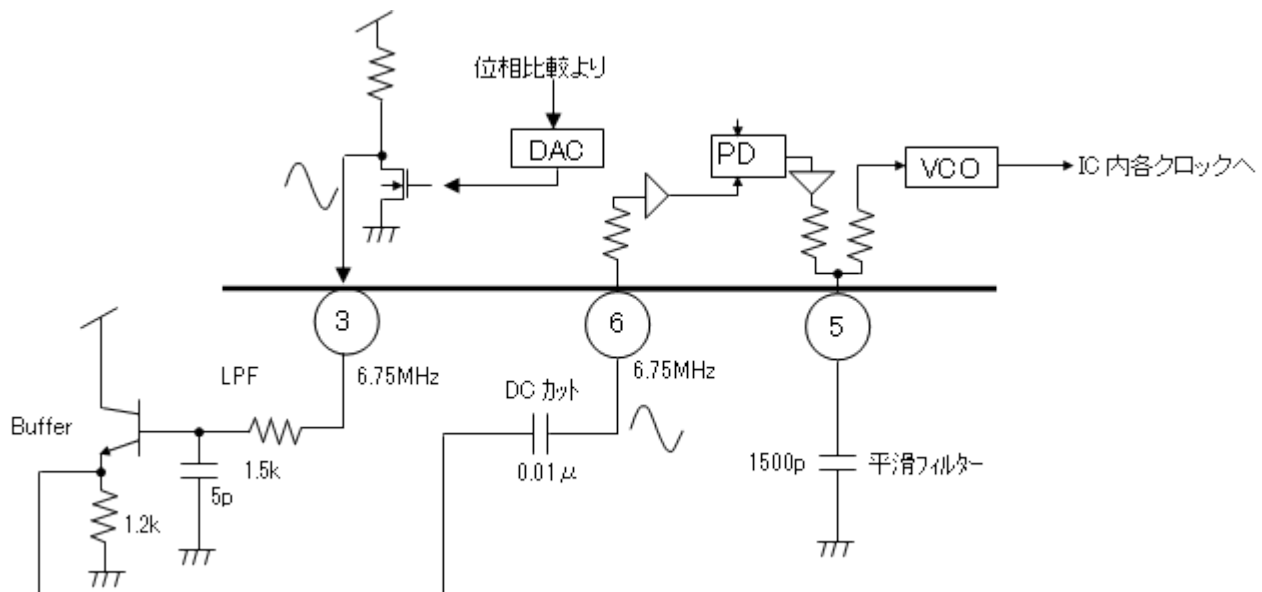 位相比較より
DAC
PD
VCO
IC 内各クロックへ
3
6
5
6.75MHz
6.75MHz
LPF
DC カット
Buffer
1.5k
5p
0.01μ
1500p
平滑フィルター
1.2k